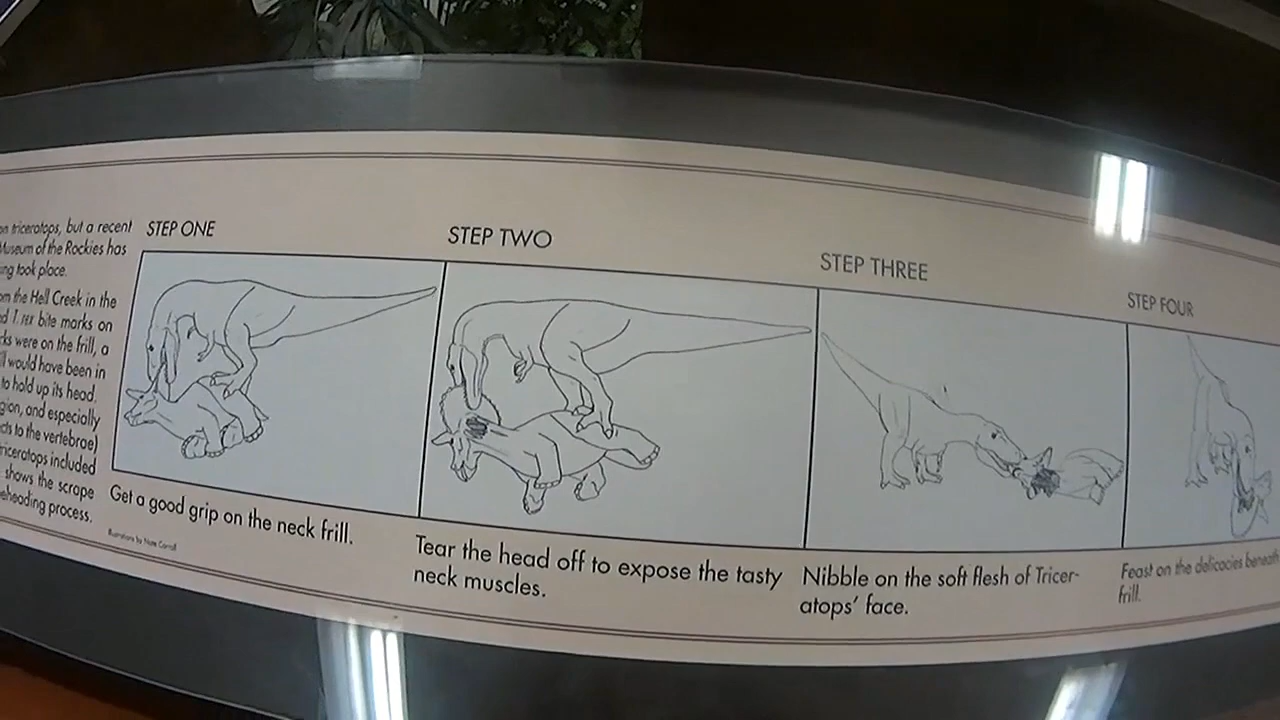 on triceratops, but a recent
Museum of the Rockies has
ng took place.
om the Hell Creek in the
d T. rex bite marks on
ks were on the frill, a
ll would have been in
to hold up its head.
gion, and especially
cts to the vertebrae)
riceratops included
shows the scrape
eheading process.
STEP ONE
Get a good grip on the neck frill.
Illustrations by Nate Carroll
STEP TWO
Tear the head off to expose the tasty
neck muscles.
STEP THREE
Nibble on the soft flesh of Tricer-
atops' face.
STEP FOUR
Feast on the delicacies beneath
frill.